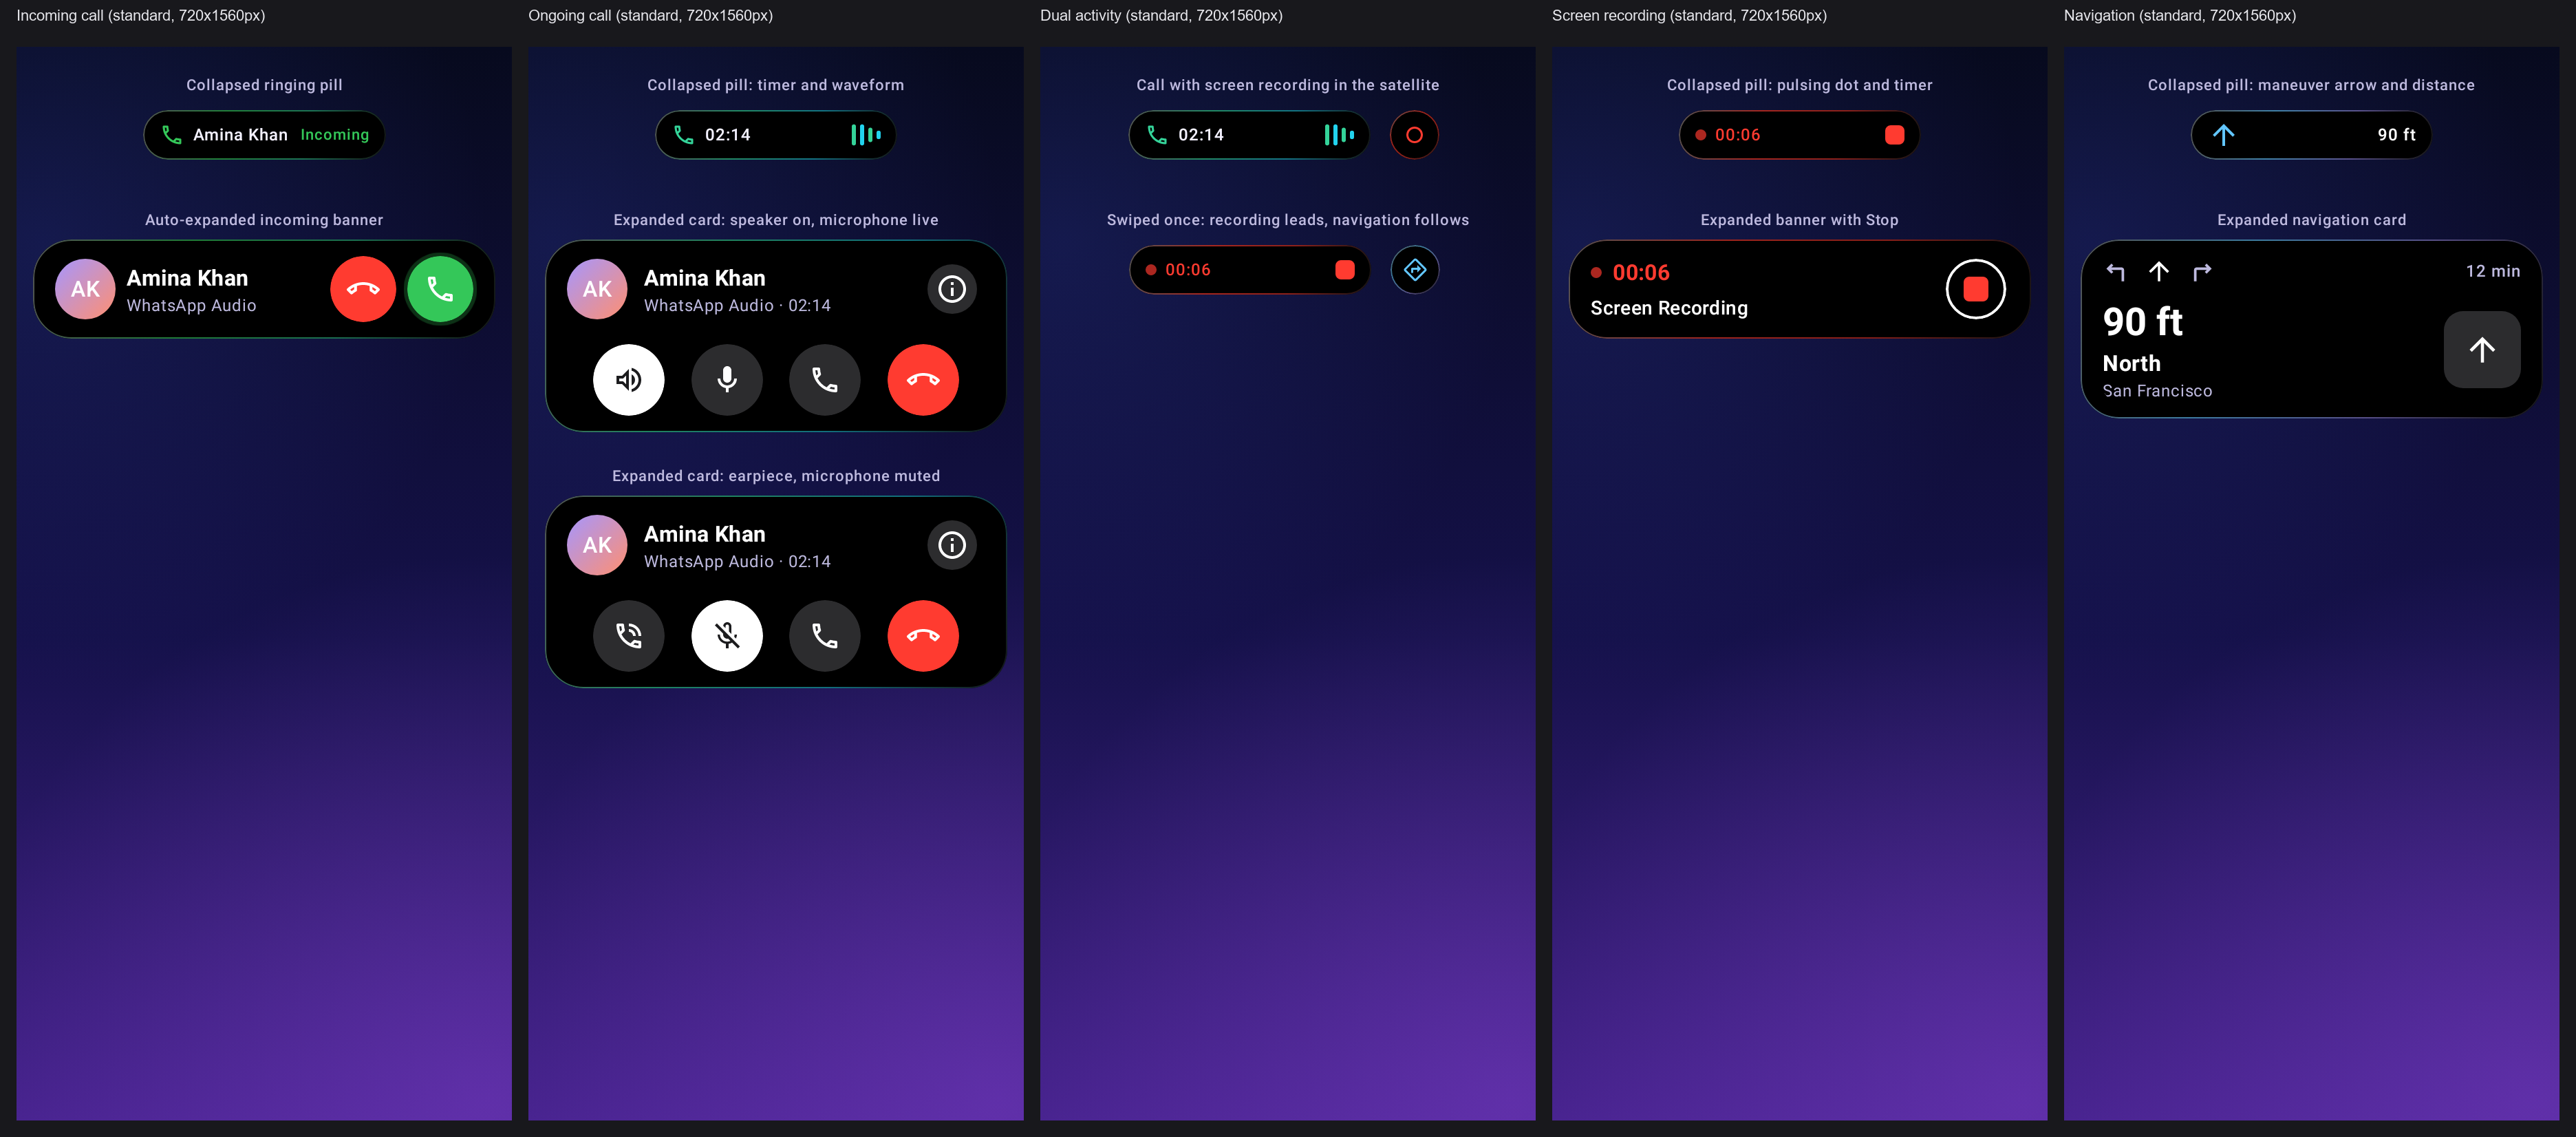 Incoming call (standard, 720x1560px)
Collapsed ringing pill
Amina Khan Incoming
Auto-expanded incoming banner
AK
Amina Khan
WhatsApp Audio
Ongoing call (standard, 720x1560px)
Collapsed pill: timer and waveform
02:14
Expanded card: speaker on, microphone live
AK
Amina Khan
WhatsApp Audio · 02:14
Expanded card: earpiece, microphone muted
AK
Amina Khan
WhatsApp Audio · 02:14
Dual activity (standard, 720x1560px)
Call with screen recording in the satellite
02:14
Swiped once: recording leads, navigation follows
00:06
Screen recording (standard, 720x1560px)
Collapsed pill: pulsing dot and timer
00:06
Expanded banner with Stop
00:06
Screen Recording
Navigation (standard, 720x1560px)
Collapsed pill: maneuver arrow and distance
90 ft
Expanded navigation card
12 min
90 ft
North
San Francisco